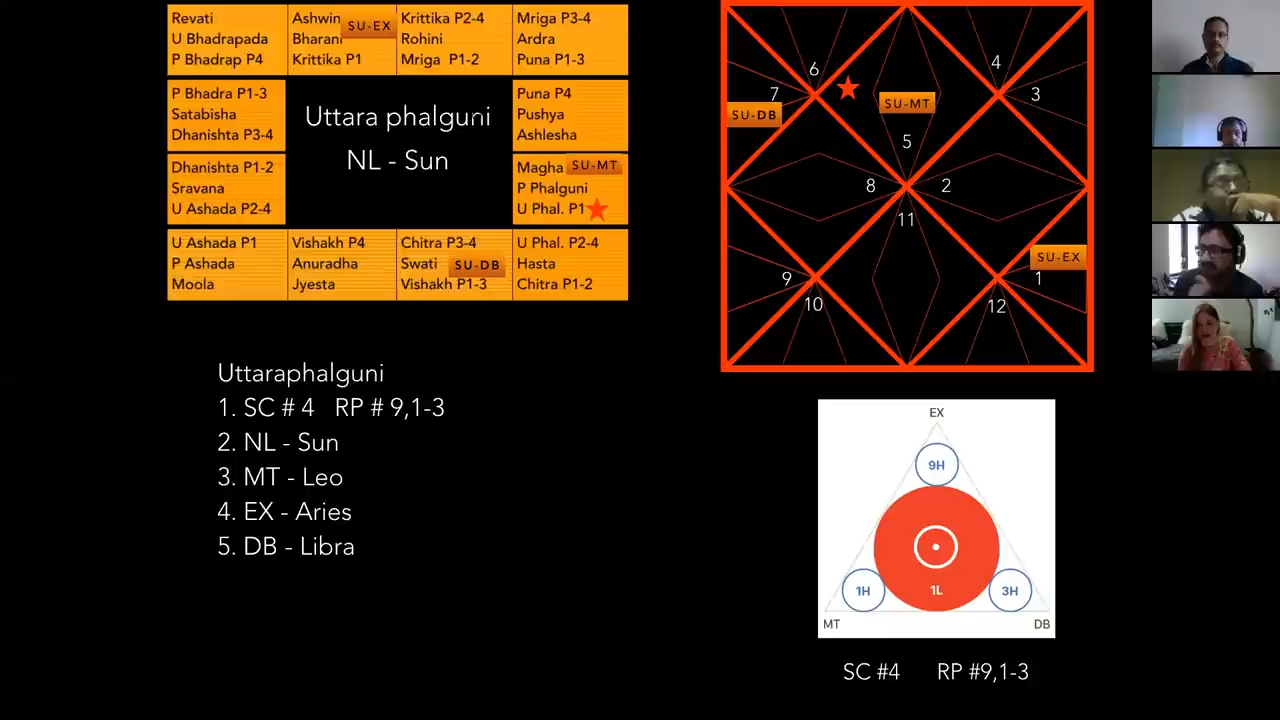 Revati
U Bhadrapada
P Bhadrap P4
Ashwin
Bharani
Krittika P1
SU-EX
Krittika P2-4
Rohini
Mriga P1-2
Mriga P3-4
Ardra
Puna P1-3
P Bhadra P1-3
Satabisha
Dhanishta P3-4
Uttara phalguni
NL - Sun
Puna P4
Pushya
Ashlesha
Dhanishta P1-2
Sravana
U Ashada P2-4
Magha
SU-MT
P Phalguni
U Phal. P1
U Ashada P1
P Ashada
Moola
Vishakh P4
Anuradha
Jyesta
Chitra P3-4
Swati
SU-DB
Vishakh P1-3
U Phal. P2-4
Hasta
Chitra P1-2
6
4
7
3
SU-DB
SU-MT
5
8
2
11
SU-EX
9
1
10
12
Uttaraphalguni
1. SC # 4 RP # 9,1-3
2. NL - Sun
3. MT - Leo
4. EX - Aries
5. DB - Libra
EX
9H
1H
1L
3H
MT
DB
SC #4 RP #9,1-3